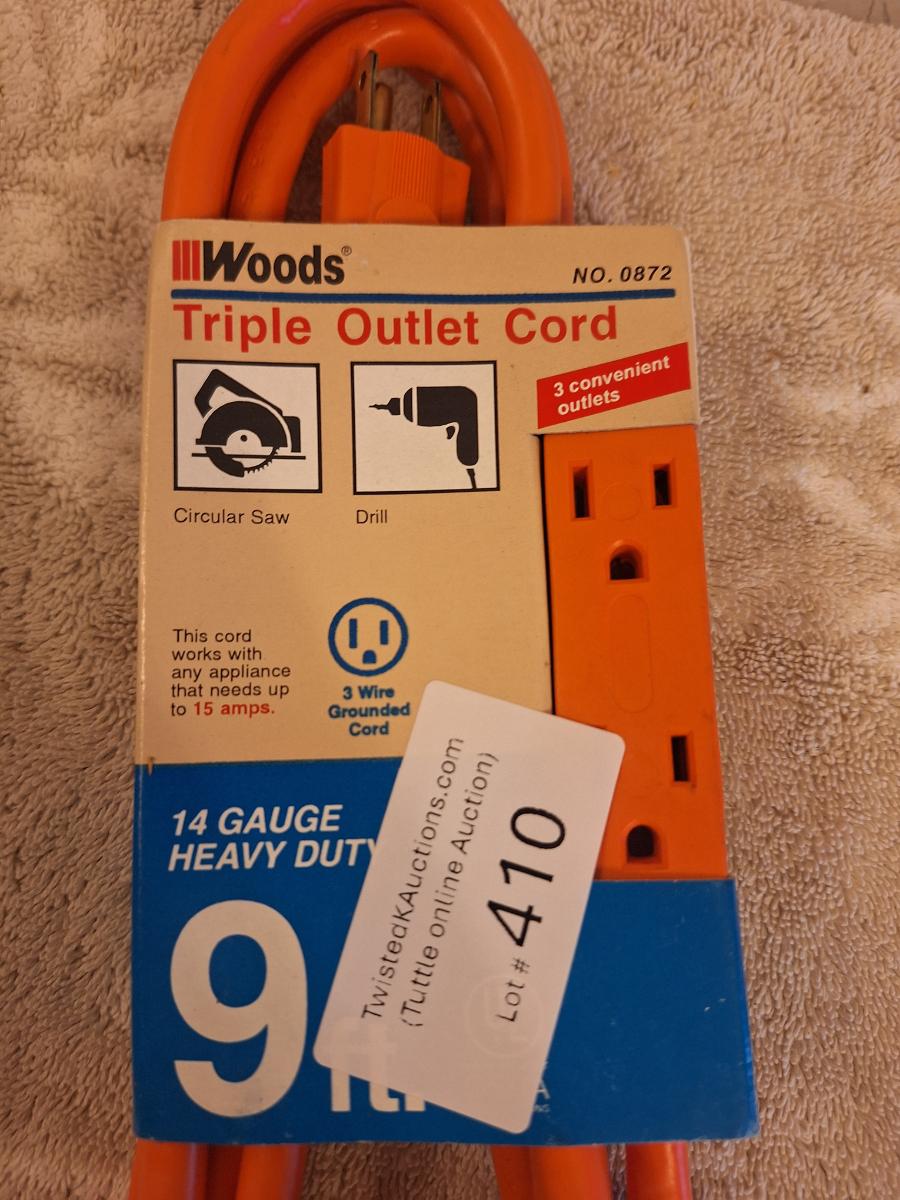 Woods®
NO. 0872
Triple Outlet Cord
3 convenient
outlets
Circular Saw
Drill
This cord
works with
any appliance
that needs up
to 15 amps.
3 Wire
Grounded
Cord
14 GAUGE
HEAVY DUTY
9 ft.
TwistedKAuctions.com
(Tuttle online Auction)
Lot # 410